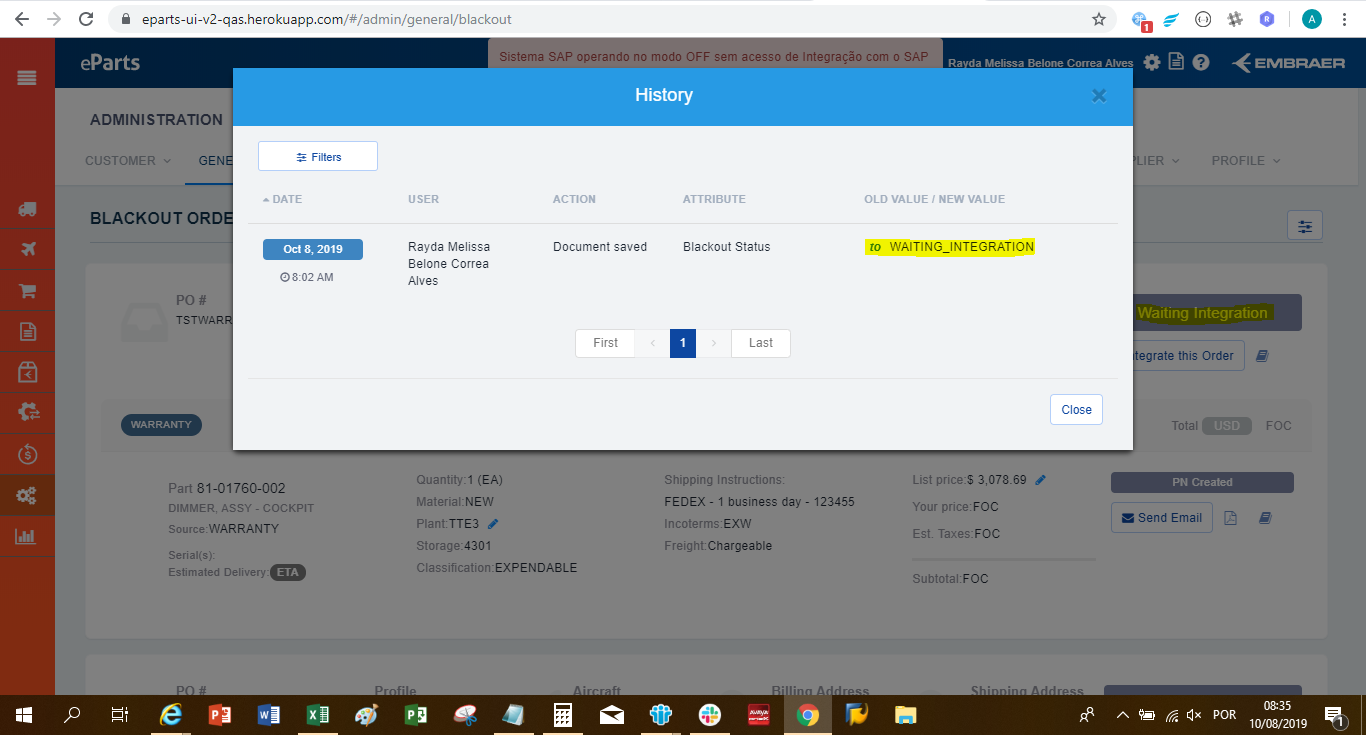 eparts-ui-v2-qas.herokuapp.com/#/admin/general/blackout
1
A
eParts
Sistema SAP operando no modo OFF sem acesso de Integração com o SAP
Rayda Melissa Belone Correa Alves
EMBRAER
History
ADMINISTRATION
CUSTOMER
GENE
PLIER
PROFILE
Filters
DATE
USER
ACTION
ATTRIBUTE
OLD VALUE / NEW VALUE
BLACKOUT ORDE
Oct 8, 2019
8:02 AM
Rayda Melissa
Belone Correa
Alves
Document saved
Blackout Status
to WAITING_INTEGRATION
PO #
TSTWARR
Waiting Integration
First
1
Last
ntegrate this Order
Close
WARRANTY
Total USD FOC
Part 81-01760-002
DIMMER, ASSY - COCKPIT
Source:WARRANTY
Serial(s):
Estimated Delivery: ETA
Quantity:1 (EA)
Material:NEW
Plant:TTE3
Storage:4301
Classification:EXPENDABLE
Shipping Instructions:
FEDEX - 1 business day - 123455
Incoterms:EXW
Freight:Chargeable
List price:$ 3,078.69
Your price:FOC
Est. Taxes:FOC
Subtotal:FOC
PN Created
Send Email
PO #
Profile
Aircraft
Billing Address
Shipping Address
POR
08:35
10/08/2019
1